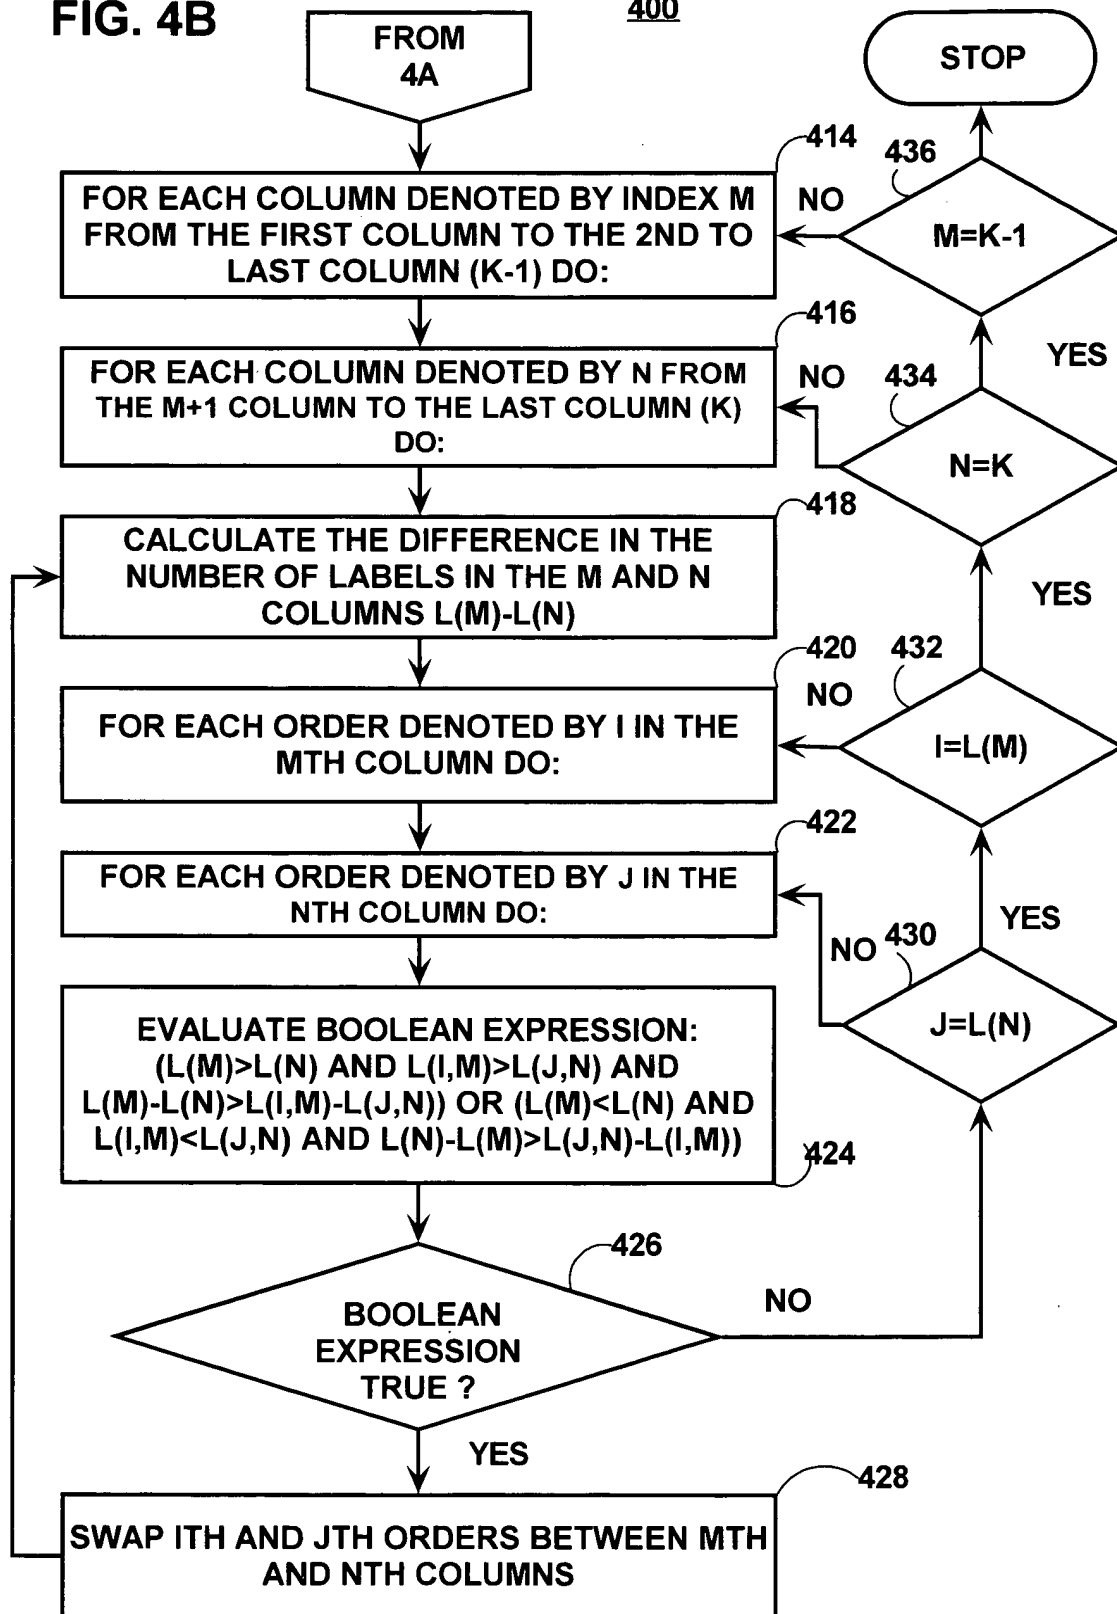 FIG. 4B
400
FROM
4A
STOP
414
FOR EACH COLUMN DENOTED BY INDEX M
FROM THE FIRST COLUMN TO THE 2ND TO
LAST COLUMN (K-1) DO:
NO
436
M=K-1
416
FOR EACH COLUMN DENOTED BY N FROM
THE M+1 COLUMN TO THE LAST COLUMN (K)
DO:
NO
434
YES
N=K
418
CALCULATE THE DIFFERENCE IN THE
NUMBER OF LABELS IN THE M AND N
COLUMNS L(M)-L(N)
YES
420
FOR EACH ORDER DENOTED BY I IN THE
MTH COLUMN DO:
NO
432
I=L(M)
422
FOR EACH ORDER DENOTED BY J IN THE
NTH COLUMN DO:
YES
NO
430
J=L(N)
EVALUATE BOOLEAN EXPRESSION:
(L(M)>L(N) AND L(I,M)>L(J,N) AND
L(M)-L(N)>L(I,M)-L(J,N)) OR (L(M)<L(N) AND
L(I,M)<L(J,N) AND L(N)-L(M)>L(J,N)-L(I,M))
424
426
BOOLEAN
EXPRESSION
TRUE ?
NO
YES
428
SWAP ITH AND JTH ORDERS BETWEEN MTH
AND NTH COLUMNS